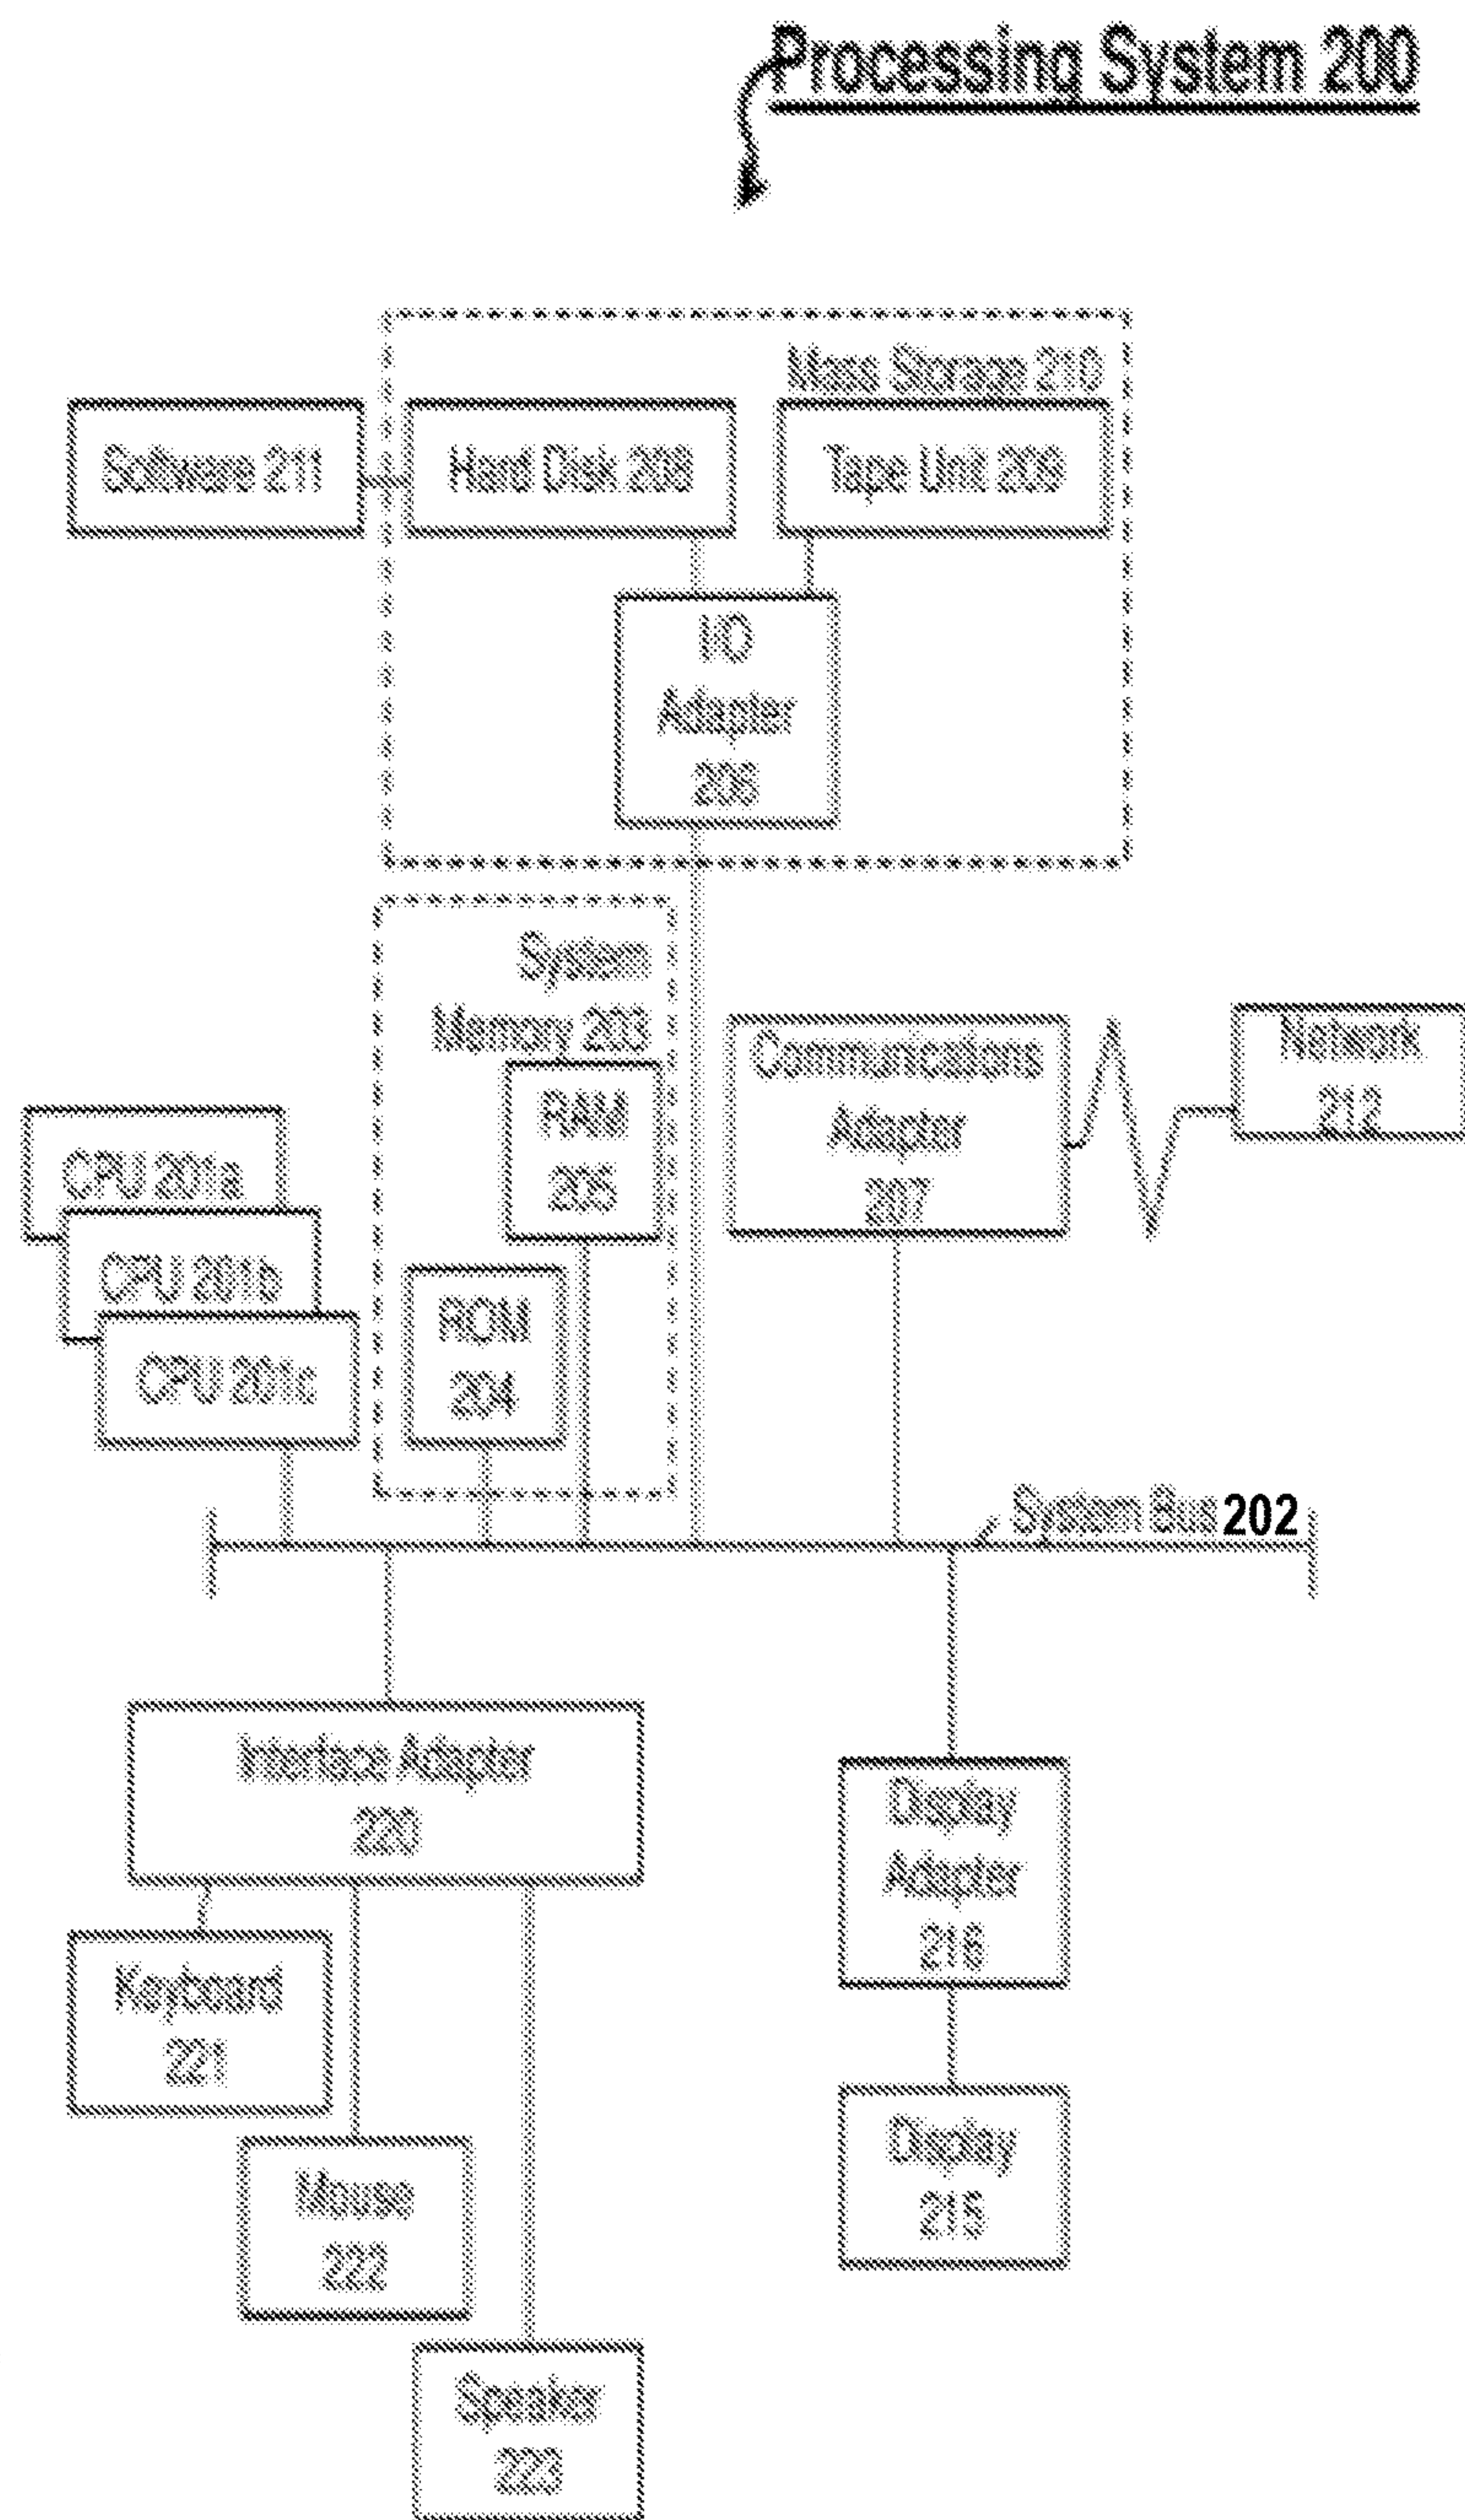 Processing System 200
Mass Storage 210
Software 211
Hard Disk 208
Tape Unit 209
I/O
Adapter
206
System
Memory 203
RAM
205
Communications
Adapter
207
Network
212
CPU 201a
CPU 201b
CPU 201c
ROM
204
System Bus 202
Interface Adapter
220
Display
Adapter
216
Keyboard
221
Display
215
Mouse
222
Speaker
223